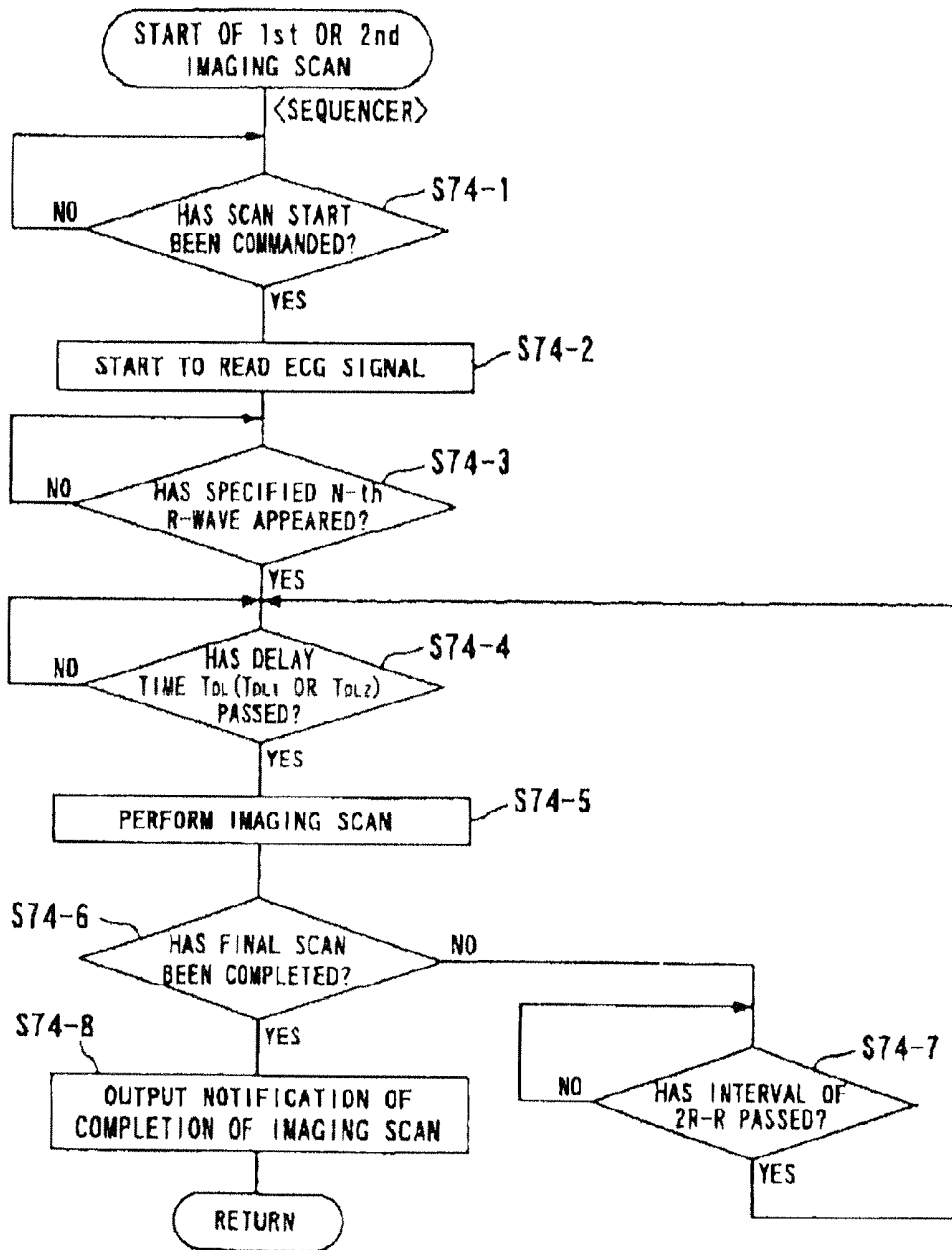 START OF 1st OR 2nd
IMAGING SCAN
<SEQUENCER>
S74-1
NO
HAS SCAN START
BEEN COMMANDED?
YES
S74-2
START TO READ ECG SIGNAL
S74-3
NO
HAS SPECIFIED N-th
R-WAVE APPEARED?
YES
S74-4
NO
HAS DELAY
TIME TDL(TDL1 OR TDL2)
PASSED?
YES
S74-5
PERFORM IMAGING SCAN
S74-6
HAS FINAL SCAN
BEEN COMPLETED?
NO
YES
S74-8
OUTPUT NOTIFICATION OF
COMPLETION OF IMAGING SCAN
S74-7
NO
HAS INTERVAL OF
2R-R PASSED?
YES
RETURN